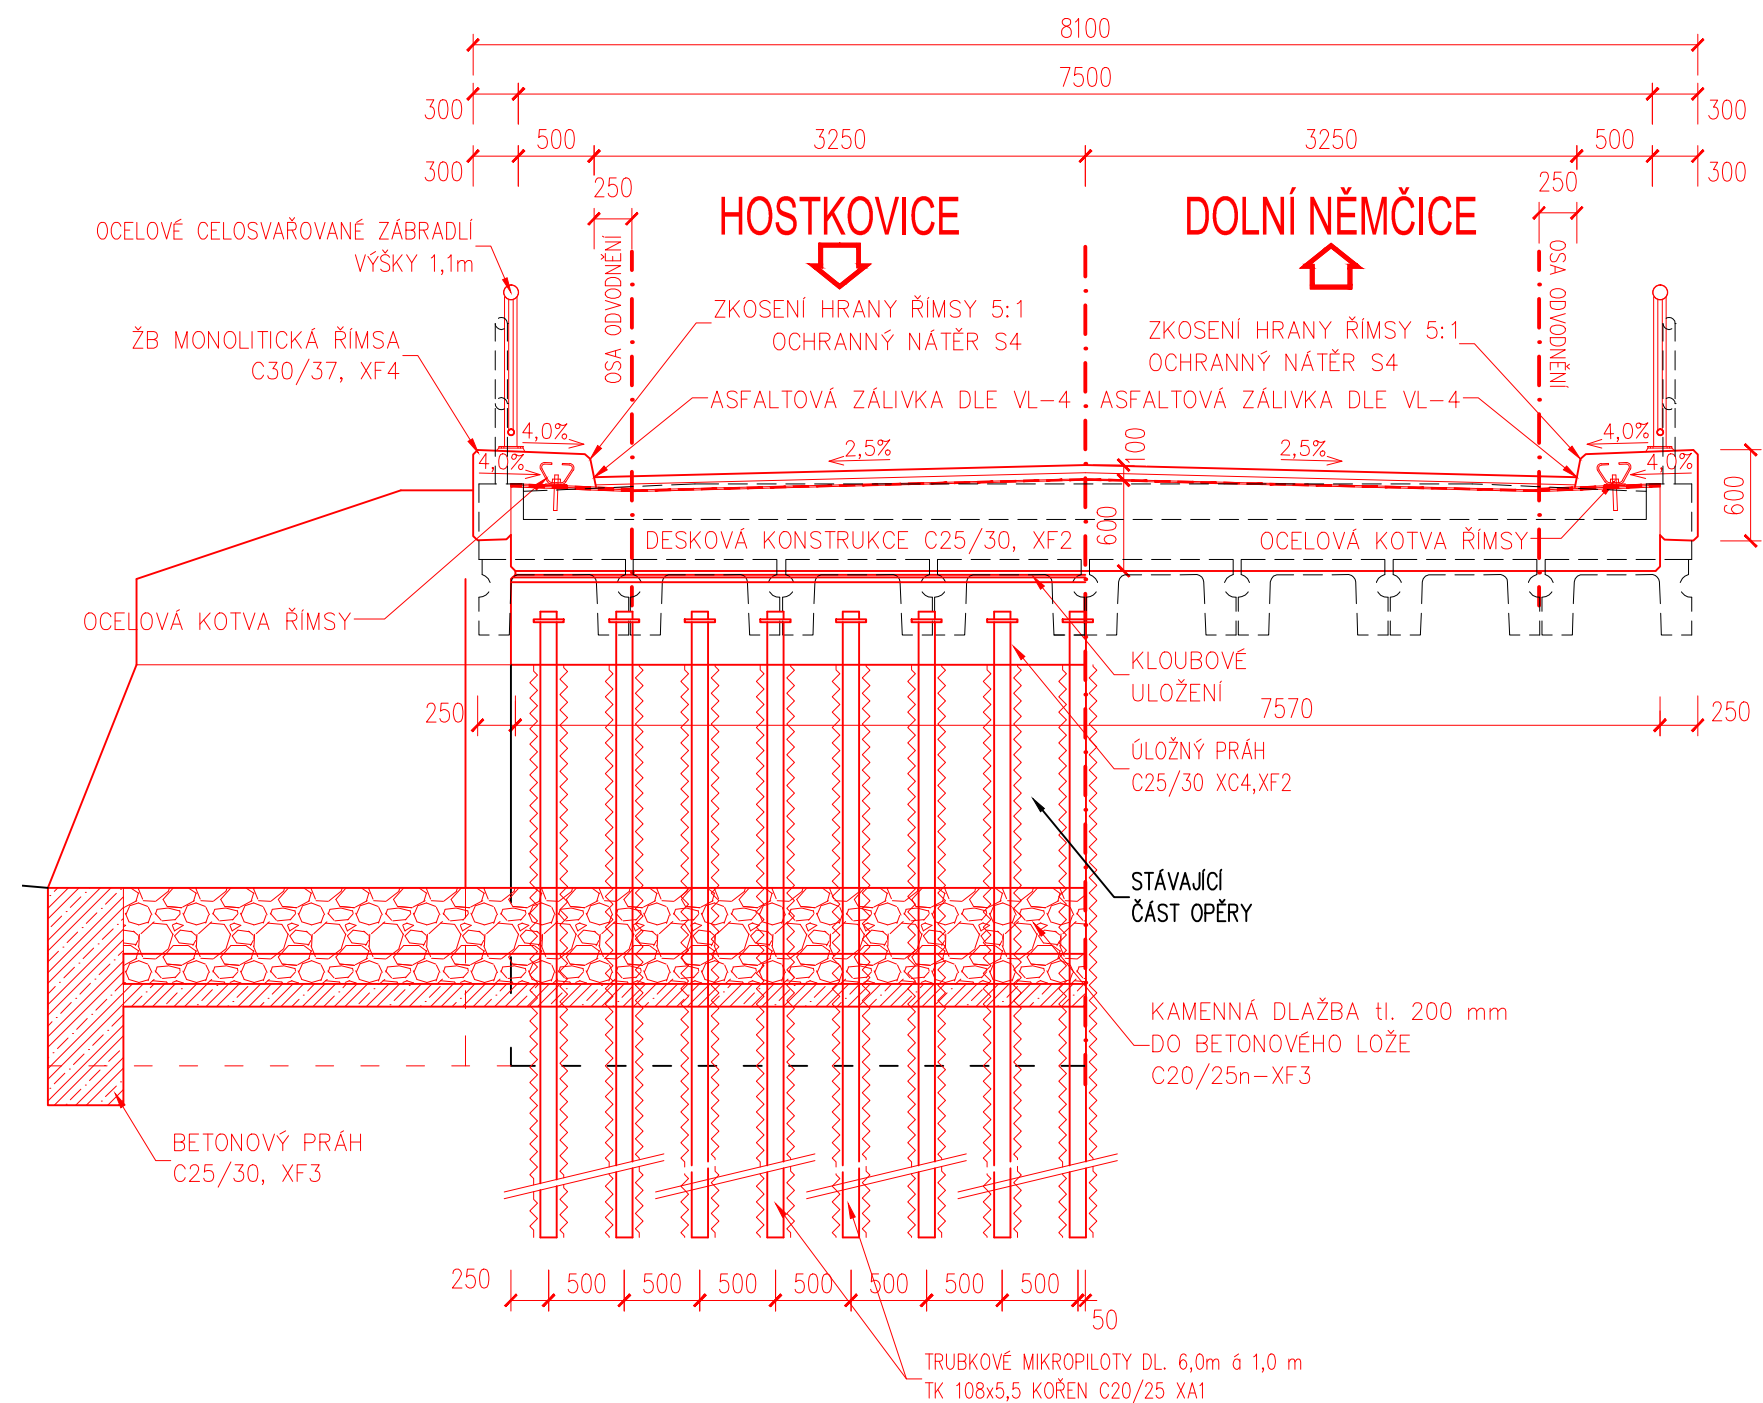 8100
7500
300
300
500
3250
3250
500
300
300
250
250
HOSTKOVICE
DOLNÍ NĚMČICE
OCELOVÉ CELOSVAŘOVANÉ ZÁBRADLÍ
VÝŠKY 1,1m
OSA ODVODNĚNÍ
OSA ODVODNĚNÍ
ŽB MONOLITICKÁ ŘÍMSA
C30/37, XF4
ZKOSENÍ HRANY ŘÍMSY 5:1
OCHRANNÝ NÁTĚR S4
ZKOSENÍ HRANY ŘÍMSY 5:1
OCHRANNÝ NÁTĚR S4
ASFALTOVÁ ZÁLIVKA DLE VL-4
ASFALTOVÁ ZÁLIVKA DLE VL-4
4,0%
4,0%
2,5%
100
2,5%
4,0%
4,0%
600
600
DESKOVÁ KONSTRUKCE C25/30, XF2
OCELOVÁ KOTVA ŘÍMSY
OCELOVÁ KOTVA ŘÍMSY
KLOUBOVÉ
ULOŽENÍ
250
7570
250
ÚLOŽNÝ PRÁH
C25/30 XC4,XF2
STÁVAJÍCÍ
ČÁST OPĚRY
KAMENNÁ DLAŽBA tl. 200 mm
DO BETONOVÉHO LOŽE
C20/25n-XF3
BETONOVÝ PRÁH
C25/30, XF3
250
500
500
500
500
500
500
500
50
TRUBKOVÉ MIKROPILOTY DL. 6,0m á 1,0 m
TK 108x5,5 KOŘEN C20/25 XA1